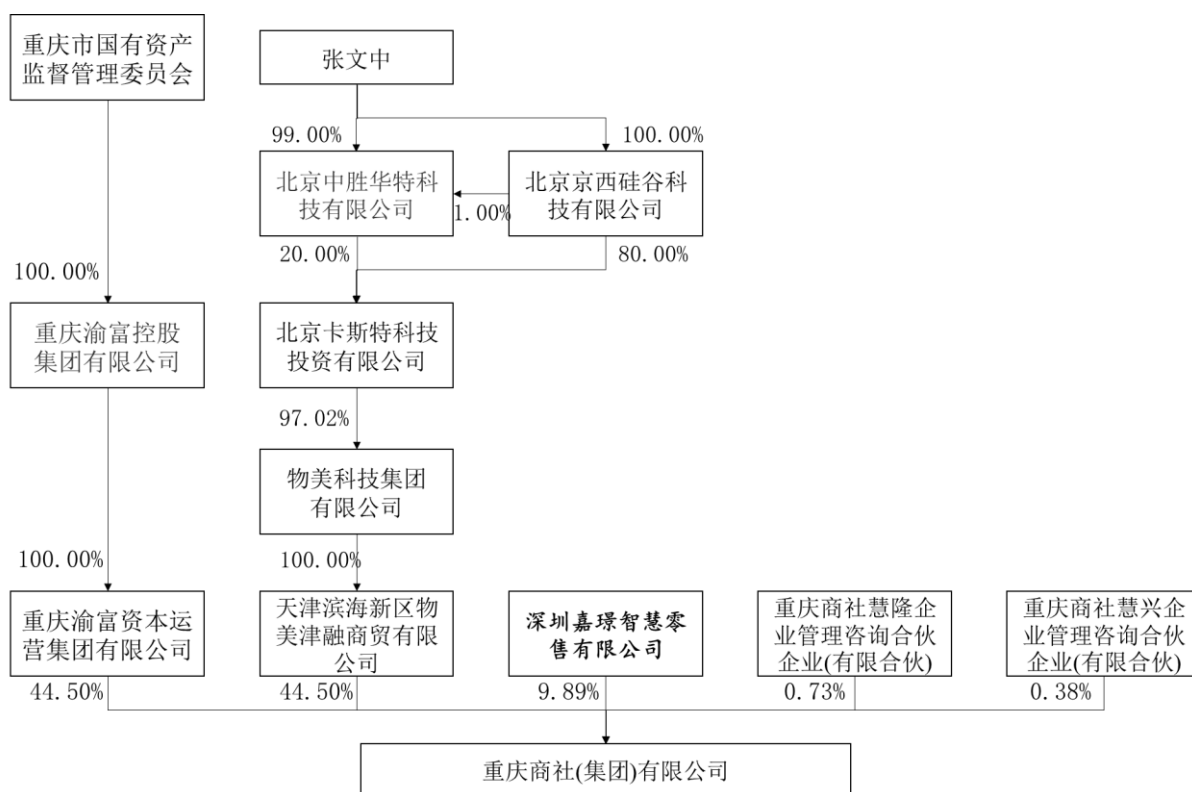 重庆市国有资产
监督管理委员会
张文中
99.00%
100.00%
北京中胜华特科
技有限公司
1.00%
北京京西硅谷科
技有限公司
20.00%
80.00%
100.00%
重庆渝富控股
集团有限公司
北京卡斯特科技
投资有限公司
97.02%
物美科技集团
有限公司
100.00%
100.00%
重庆渝富资本运
营集团有限公司
天津滨海新区物
美津融商贸有限
公司
深圳嘉璟智慧零
售有限公司
重庆商社慧隆企
业管理咨询合伙
企业(有限合伙)
重庆商社慧兴企
业管理咨询合伙
企业(有限合伙)
44.50%
44.50%
9.89%
0.73%
0.38%
重庆商社(集团)有限公司